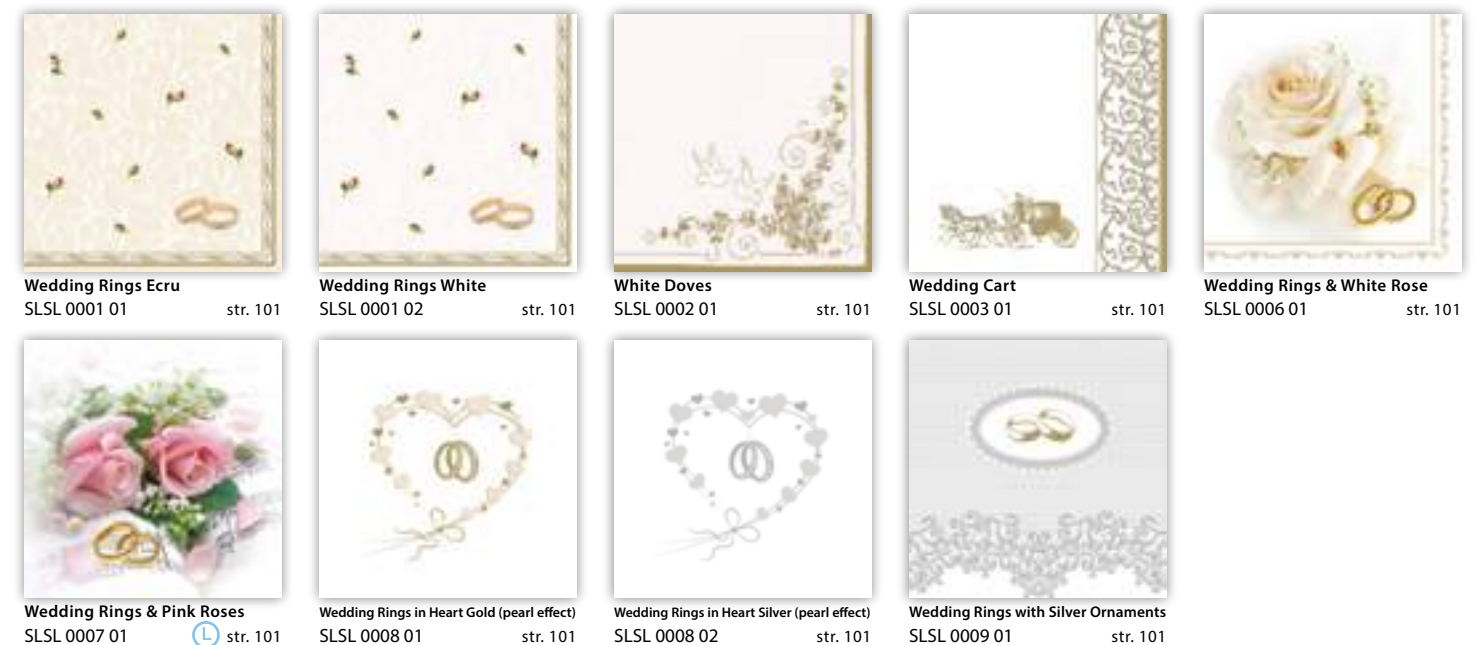 Wedding Rings Ecru
SLSL 0001 01 str. 101
Wedding Rings White
SLSL 0001 02 str. 101
White Doves
SLSL 0002 01 str. 101
Wedding Cart
SLSL 0003 01 str. 101
Wedding Rings & White Rose
SLSL 0006 01 str. 101
Wedding Rings & Pink Roses
SLSL 0007 01 L str. 101
Wedding Rings in Heart Gold (pearl effect)
SLSL 0008 01 str. 101
Wedding Rings in Heart Silver (pearl effect)
SLSL 0008 02 str. 101
Wedding Rings with Silver Ornaments
SLSL 0009 01 str. 101